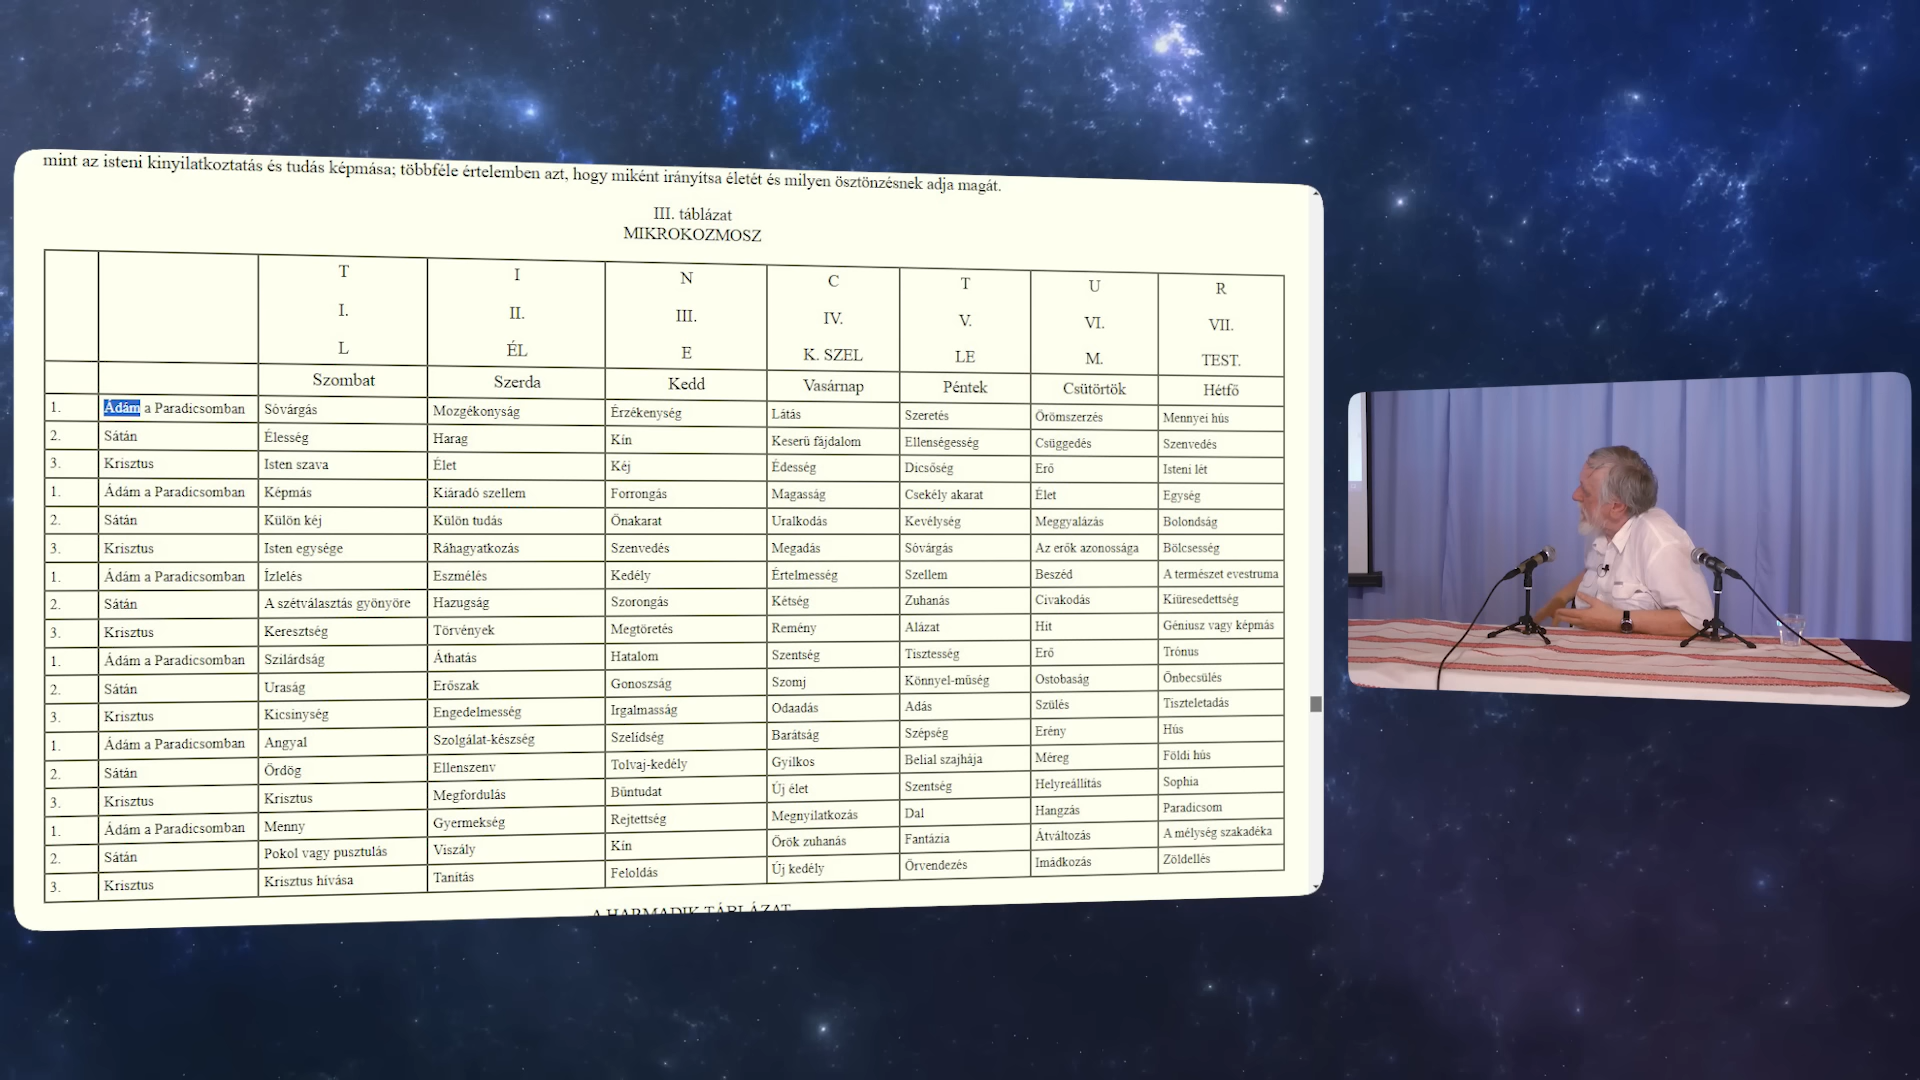 mint az isteni kinyilatkoztatás és tudás képmása; többféle értelemben azt, hogy miként irányítsa életét és milyen ösztönzésnek adja magát.
III. táblázat
MIKROKOZMOSZ
T I N C T U R
I. II. III. IV. V. VI. VII.
L ÉL E K. SZEL LE M. TEST.
Szombat Szerda Kedd Vasárnap Péntek Csütörtök Hétfő
1. Ádám a Paradicsomban Sóvárgás Mozgékonyság Érzékenység Látás Szeretés Örömszerzés Mennyei hús
2. Sátán Élesség Harag Kín Keserű fájdalom Ellenségesség Csüggedés Szenvedés
3. Krisztus Isten szava Élet Kéj Édesség Dicsőség Erő Isteni lét
1. Ádám a Paradicsomban Képmás Kiáradó szellem Forrongás Magasság Csekély akarat Élet Egység
2. Sátán Külön kéj Külön tudás Önakarat Uralkodás Kevélység Meggyalázás Bolondság
3. Krisztus Isten egysége Ráhagyatkozás Szenvedés Megadás Sóvárgás Az erők azonossága Bölcsesség
1. Ádám a Paradicsomban Ízlelés Eszmélés Kedély Értelmesség Szellem Beszéd A természet evestruma
2. Sátán A szétválasztás gyönyöre Hazugság Szorongás Kétség Zuhanás Civakodás Kiüresedettség
3. Krisztus Keresztség Törvények Megtöretés Remény Alázat Hit Géniusz vagy képmás
1. Ádám a Paradicsomban Szilárdság Áthatás Hatalom Szentség Tisztesség Erő Trónus
2. Sátán Uraság Erőszak Gonoszság Szomj Könnyel-műség Ostobaság Önbecsülés
3. Krisztus Kicsinység Engedelmesség Irgalmasság Odaadás Adás Szülés Tiszteletadás
1. Ádám a Paradicsomban Angyal Szolgálat-készség Szelídség Barátság Szépség Erény Hús
2. Sátán Ördög Ellenszenv Tolvaj-kedély Gyilkos Belial szajhája Méreg Földi hús
3. Krisztus Krisztus Megfordulás Bűntudat Új élet Szentség Helyreállítás Sophia
1. Ádám a Paradicsomban Menny Gyermekség Rejtettség Megnyilatkozás Dal Hangzás Paradicsom
2. Sátán Pokol vagy pusztulás Viszály Kín Örök zuhanás Fantázia Átváltozás A mélység szakadéka
3. Krisztus Krisztus hívása Tanítás Feloldás Új kedély Örvendezés Imádkozás Zöldellés
A HARMADIK TÁBLÁZAT